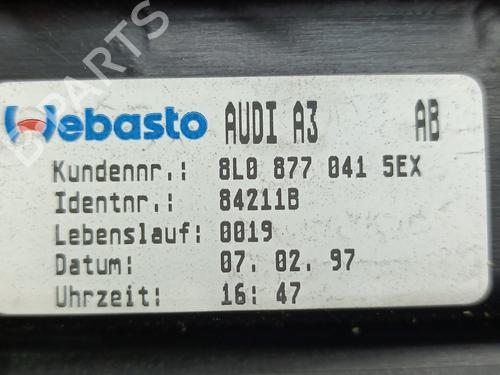 Webasto AUDI A3 AB
Kundennr.: 8L0 877 041 5EX
Identnr.: 84211B
Lebenslauf: 0019
Datum: 07. 02. 97
Uhrzeit: 16: 47